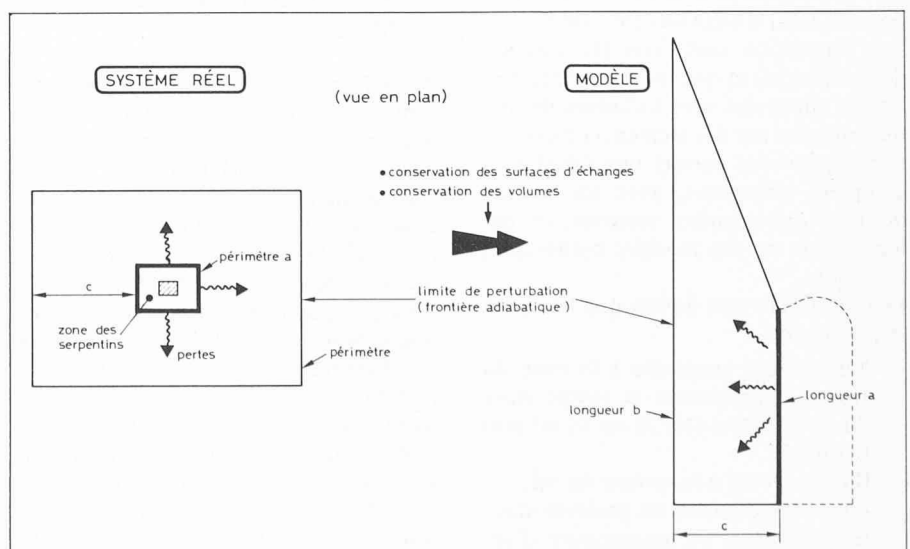 SYSTÈME RÉEL
(vue en plan)
MODÈLE
• conservation des surfaces d'échanges
• conservation des volumes
périmètre a
c
zone des
serpentins
pertes
périmètre
limite de perturbation
(frontière adiabatique)
longueur b
longueur a
c